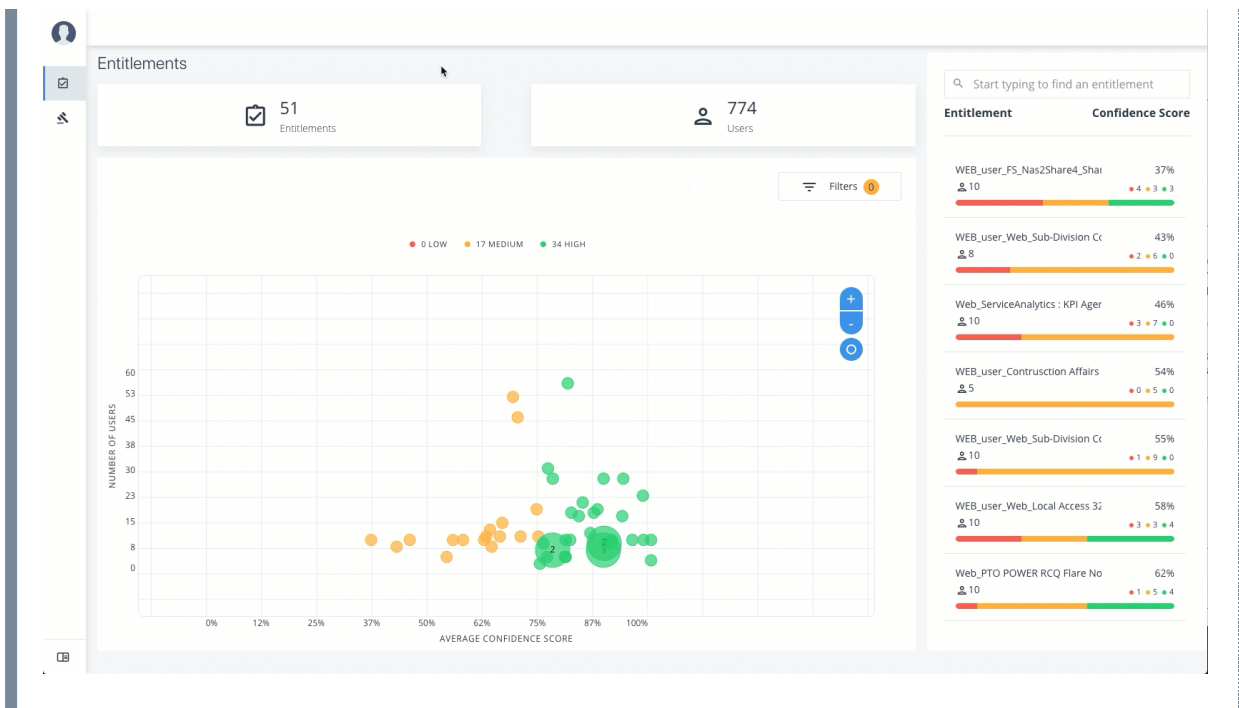 Entitlements
51
Entitlements
774
Users
Filters 0
0 LOW 17 MEDIUM 34 HIGH
60
53
45
38
30
23
15
8
0
NUMBER OF USERS
2
0% 12% 25% 37% 50% 62% 75% 87% 100%
AVERAGE CONFIDENCE SCORE
Start typing to find an entitlement
Entitlement Confidence Score
WEB_user_FS_Nas2Share4_Shar 37%
10 4 3 3
WEB_user_Web_Sub-Division Cc 43%
8 2 6 0
Web_ServiceAnalytics : KPI Agen 46%
10 3 7 0
WEB_user_Contrusction Affairs 54%
5 0 5 0
WEB_user_Web_Sub-Division Cc 55%
10 1 9 0
WEB_user_Web_Local Access 32 58%
10 3 3 4
Web_PTO POWER RCQ Flare No 62%
10 1 5 4